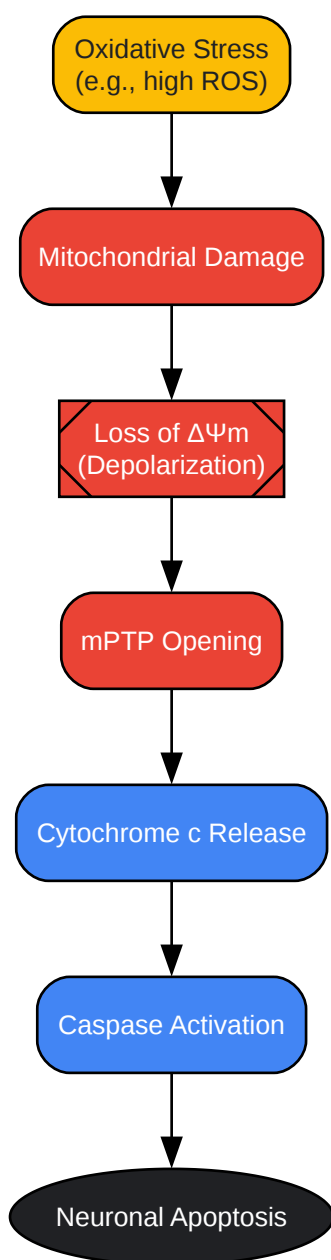 Oxidative Stress
(e.g., high ROS)
Mitochondrial Damage
Loss of ΔΨm
(Depolarization)
mPTP Opening
Cytochrome c Release
Caspase Activation
Neuronal Apoptosis